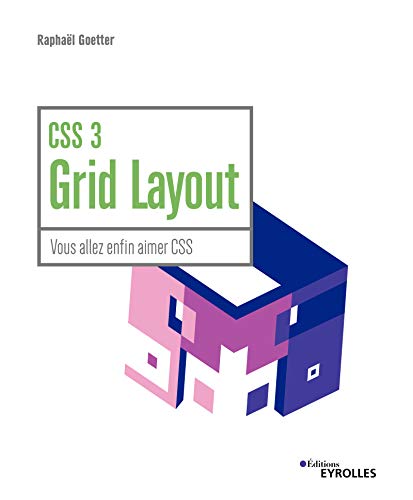 Raphaël Goetter
CSS 3
Grid Layout
Vous allez enfin aimer CSS
Éditions
EYROLLES